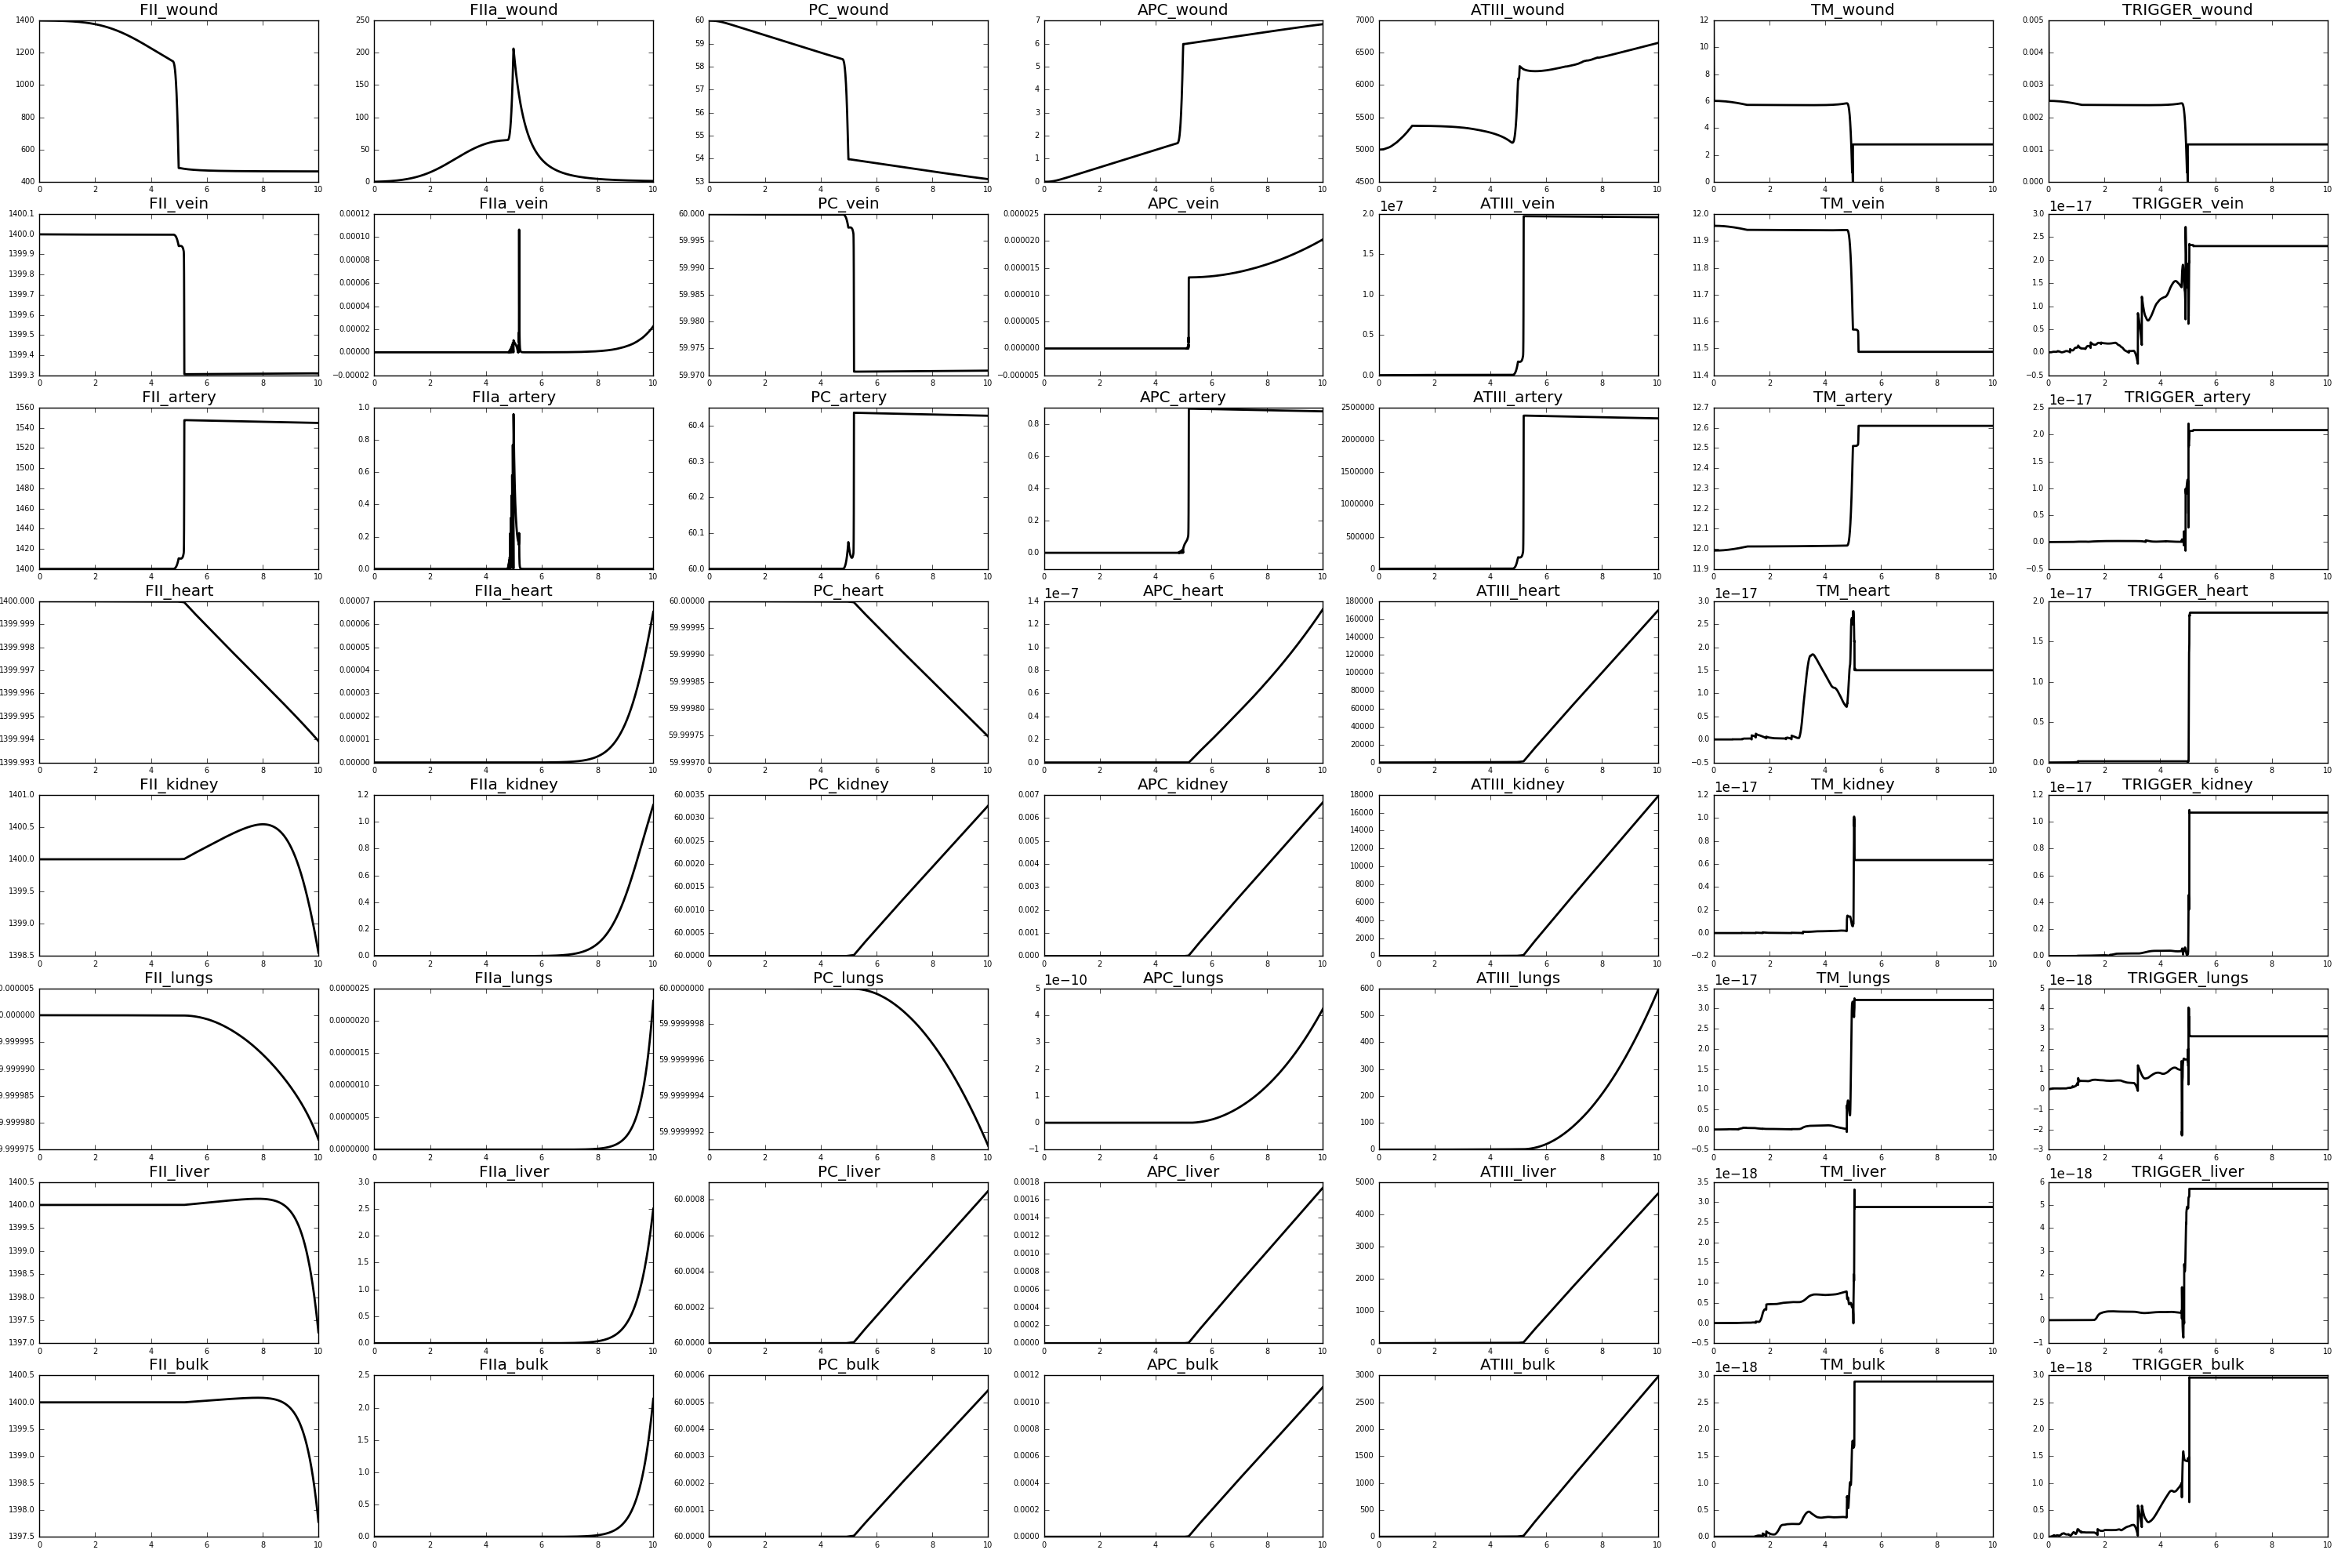 FII_wound
1400 1200 1000 800 600 400
0 2 4 6 8 10
FIIa_wound
250 200 150 100 50 0
0 2 4 6 8 10
PC_wound
60 59 58 57 56 55 54 53
0 2 4 6 8 10
APC_wound
7 6 5 4 3 2 1 0
0 2 4 6 8 10
ATIII_wound
7000 6500 6000 5500 5000 4500
0 2 4 6 8 10
TM_wound
12 10 8 6 4 2 0
0 2 4 6 8 10
TRIGGER_wound
0.005 0.004 0.003 0.002 0.001 0.000
0 2 4 6 8 10
FII_vein
1400.1 1400.0 1399.9 1399.8 1399.7 1399.6 1399.5 1399.4 1399.3
0 2 4 6 8 10
FIIa_vein
0.00012 0.00010 0.00008 0.00006 0.00004 0.00002 0.00000 −0.00002
0 2 4 6 8 10
PC_vein
60.000 59.995 59.990 59.985 59.980 59.975 59.970
0 2 4 6 8 10
APC_vein
0.000025 0.000020 0.000015 0.000010 0.000005 0.000000 −0.000005
0 2 4 6 8 10
ATIII_vein
1e7
2.0 1.5 1.0 0.5 0.0
0 2 4 6 8 10
TM_vein
12.0 11.9 11.8 11.7 11.6 11.5 11.4
0 2 4 6 8 10
TRIGGER_vein
1e−17
3.0 2.5 2.0 1.5 1.0 0.5 0.0 −0.5
0 2 4 6 8 10
FII_artery
1560 1540 1520 1500 1480 1460 1440 1420 1400
0 2 4 6 8 10
FIIa_artery
1.0 0.8 0.6 0.4 0.2 0.0
0 2 4 6 8 10
PC_artery
60.4 60.3 60.2 60.1 60.0
0 2 4 6 8 10
APC_artery
0.8 0.6 0.4 0.2 0.0
0 2 4 6 8 10
ATIII_artery
2500000 2000000 1500000 1000000 500000 0
0 2 4 6 8 10
TM_artery
12.7 12.6 12.5 12.4 12.3 12.2 12.1 12.0 11.9
0 2 4 6 8 10
TRIGGER_artery
1e−17
2.5 2.0 1.5 1.0 0.5 0.0 −0.5
0 2 4 6 8 10
FII_heart
1400.000 1399.999 1399.998 1399.997 1399.996 1399.995 1399.994 1399.993
0 2 4 6 8 10
FIIa_heart
0.00007 0.00006 0.00005 0.00004 0.00003 0.00002 0.00001 0.00000
0 2 4 6 8 10
PC_heart
60.00000 59.99995 59.99990 59.99985 59.99980 59.99975 59.99970
0 2 4 6 8 10
APC_heart
1e−7
1.4 1.2 1.0 0.8 0.6 0.4 0.2 0.0
0 2 4 6 8 10
ATIII_heart
180000 160000 140000 120000 100000 80000 60000 40000 20000 0
0 2 4 6 8 10
TM_heart
1e−17
3.0 2.5 2.0 1.5 1.0 0.5 0.0 −0.5
0 2 4 6 8 10
TRIGGER_heart
1e−17
2.0 1.5 1.0 0.5 0.0
0 2 4 6 8 10
FII_kidney
1401.0 1400.5 1400.0 1399.5 1399.0 1398.5
0 2 4 6 8 10
FIIa_kidney
1.2 1.0 0.8 0.6 0.4 0.2 0.0
0 2 4 6 8 10
PC_kidney
60.0035 60.0030 60.0025 60.0020 60.0015 60.0010 60.0005 60.0000
0 2 4 6 8 10
APC_kidney
0.007 0.006 0.005 0.004 0.003 0.002 0.001 0.000
0 2 4 6 8 10
ATIII_kidney
18000 16000 14000 12000 10000 8000 6000 4000 2000 0
0 2 4 6 8 10
TM_kidney
1e−17
1.2 1.0 0.8 0.6 0.4 0.2 0.0 −0.2
0 2 4 6 8 10
TRIGGER_kidney
1e−17
1.2 1.0 0.8 0.6 0.4 0.2 0.0
0 2 4 6 8 10
FII_lungs
0.000005 0.000000 9.999995 9.999990 9.999985 9.999980 9.999975
0 2 4 6 8 10
FIIa_lungs
0.0000025 0.0000020 0.0000015 0.0000010 0.0000005 0.0000000
0 2 4 6 8 10
PC_lungs
60.0000000 59.9999998 59.9999996 59.9999994 59.9999992
0 2 4 6 8 10
APC_lungs
1e−10
5 4 3 2 1 0 −1
0 2 4 6 8 10
ATIII_lungs
600 500 400 300 200 100 0
0 2 4 6 8 10
TM_lungs
1e−17
3.5 3.0 2.5 2.0 1.5 1.0 0.5 0.0 −0.5
0 2 4 6 8 10
TRIGGER_lungs
1e−18
5 4 3 2 1 0 −1 −2 −3
0 2 4 6 8 10
FII_liver
1400.5 1400.0 1399.5 1399.0 1398.5 1398.0 1397.5 1397.0
0 2 4 6 8 10
FIIa_liver
3.0 2.5 2.0 1.5 1.0 0.5 0.0
0 2 4 6 8 10
PC_liver
60.0008 60.0006 60.0004 60.0002 60.0000
0 2 4 6 8 10
APC_liver
0.0018 0.0016 0.0014 0.0012 0.0010 0.0008 0.0006 0.0004 0.0002 0.0000
0 2 4 6 8 10
ATIII_liver
5000 4000 3000 2000 1000 0
0 2 4 6 8 10
TM_liver
1e−18
3.5 3.0 2.5 2.0 1.5 1.0 0.5 0.0 −0.5
0 2 4 6 8 10
TRIGGER_liver
1e−18
6 5 4 3 2 1 0 −1
0 2 4 6 8 10
FII_bulk
1400.5 1400.0 1399.5 1399.0 1398.5 1398.0 1397.5
0 2 4 6 8 10
FIIa_bulk
2.5 2.0 1.5 1.0 0.5 0.0
0 2 4 6 8 10
PC_bulk
60.0006 60.0005 60.0004 60.0003 60.0002 60.0001 60.0000
0 2 4 6 8 10
APC_bulk
0.0012 0.0010 0.0008 0.0006 0.0004 0.0002 0.0000
0 2 4 6 8 10
ATIII_bulk
3000 2500 2000 1500 1000 500 0
0 2 4 6 8 10
TM_bulk
1e−18
3.0 2.5 2.0 1.5 1.0 0.5 0.0
0 2 4 6 8 10
TRIGGER_bulk
1e−18
3.0 2.5 2.0 1.5 1.0 0.5 0.0
0 2 4 6 8 10